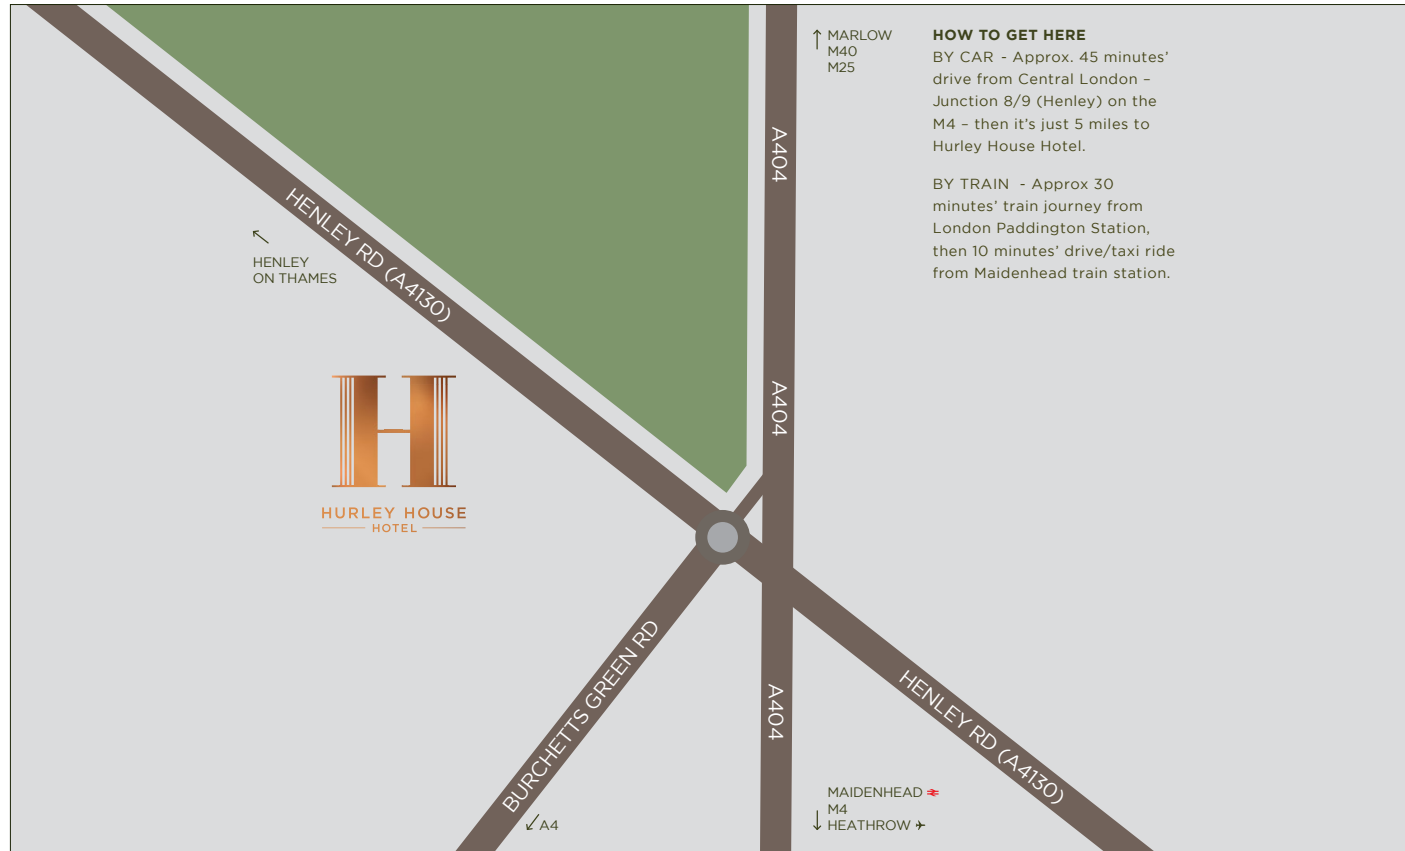 MARLOW
M40
M25
HOW TO GET HERE
BY CAR - Approx. 45 minutes'
drive from Central London –
Junction 8/9 (Henley) on the
M4 – then it's just 5 miles to
Hurley House Hotel.
BY TRAIN - Approx 30
minutes' train journey from
London Paddington Station,
then 10 minutes' drive/taxi ride
from Maidenhead train station.
A404
HENLEY RD (A4130)
HENLEY
ON THAMES
A404
H
HURLEY HOUSE
HOTEL
BURCHETTS GREEN RD
A404
HENLEY RD (A4130)
A4
MAIDENHEAD
M4
HEATHROW